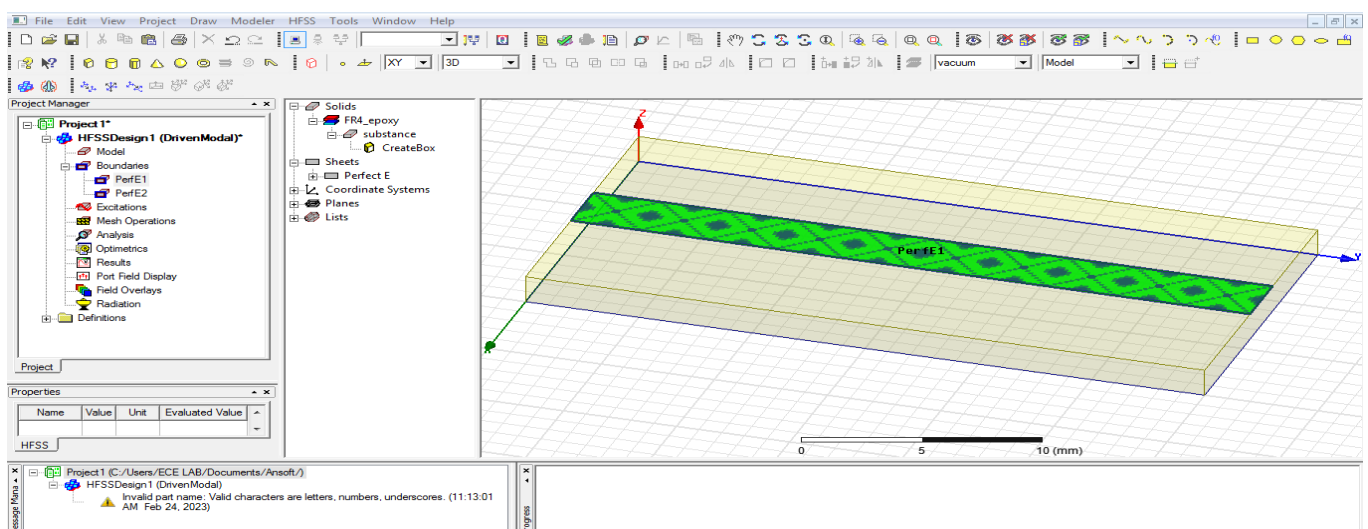 File Edit View Project Draw Modeler HFSS Tools Window Help
XY 3D vacuum Model
Project Manager
Project1*
HFSSDesign1 (DrivenModal)*
Model
Boundaries
PerfE1
PerfE2
Excitations
Mesh Operations
Analysis
Optimetrics
Results
Port Field Display
Field Overlays
Radiation
Definitions
Project
Solids
FR4_epoxy
substance
CreateBox
Sheets
Perfect E
Coordinate Systems
Planes
Lists
Z
PerfE1
Y
0 5 10 (mm)
Properties
Name Value Unit Evaluated Value
HFSS
Project1 (C:/Users/ECE LAB/Documents/Ansoft/)
HFSSDesign1 (DrivenModal)
Invalid part name: Valid characters are letters, numbers, underscores. (11:13:01
AM Feb 24, 2023)
essage Mana
rogress